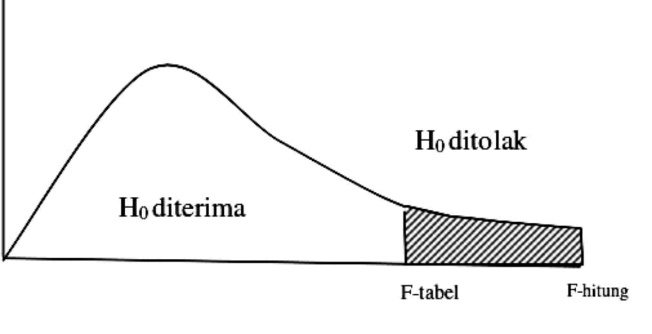 H₀ ditolak
H₀ diterima
F-tabel
F-hitung